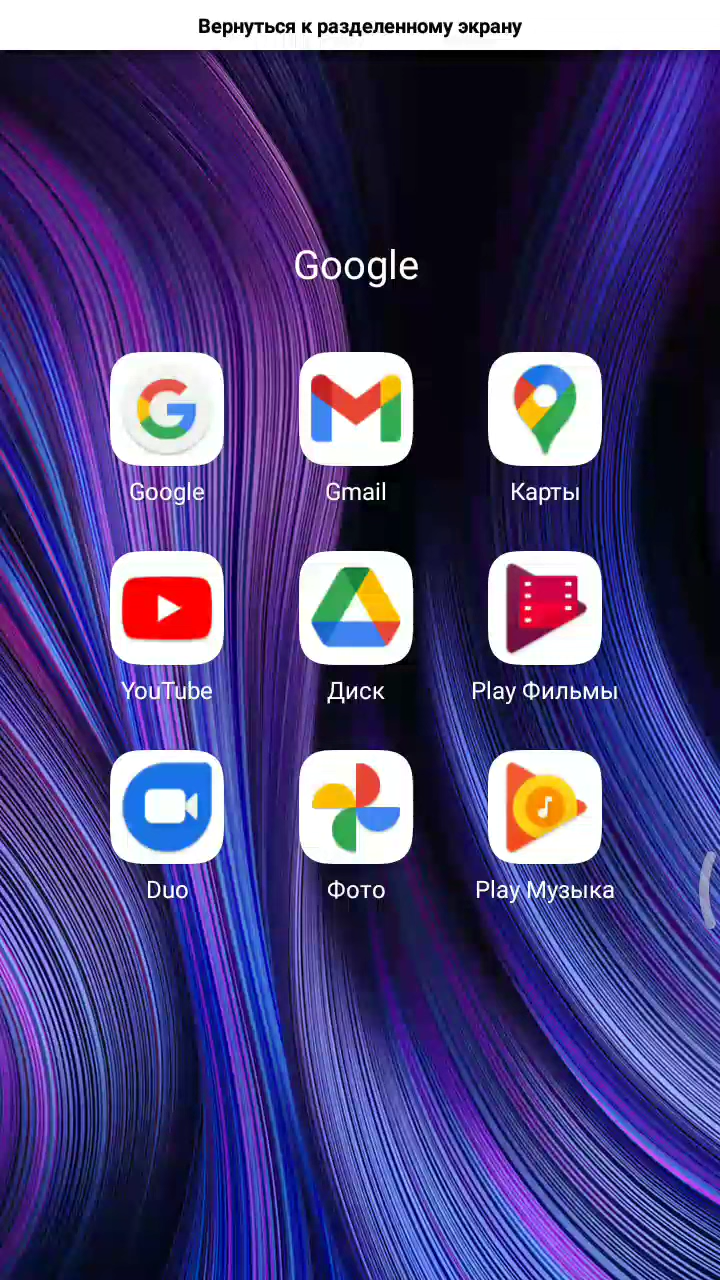 Вернуться к разделенному экрану
Google
Google
Gmail
Карты
YouTube
Диск
Play Фильмы
Duo
Фото
Play Музыка